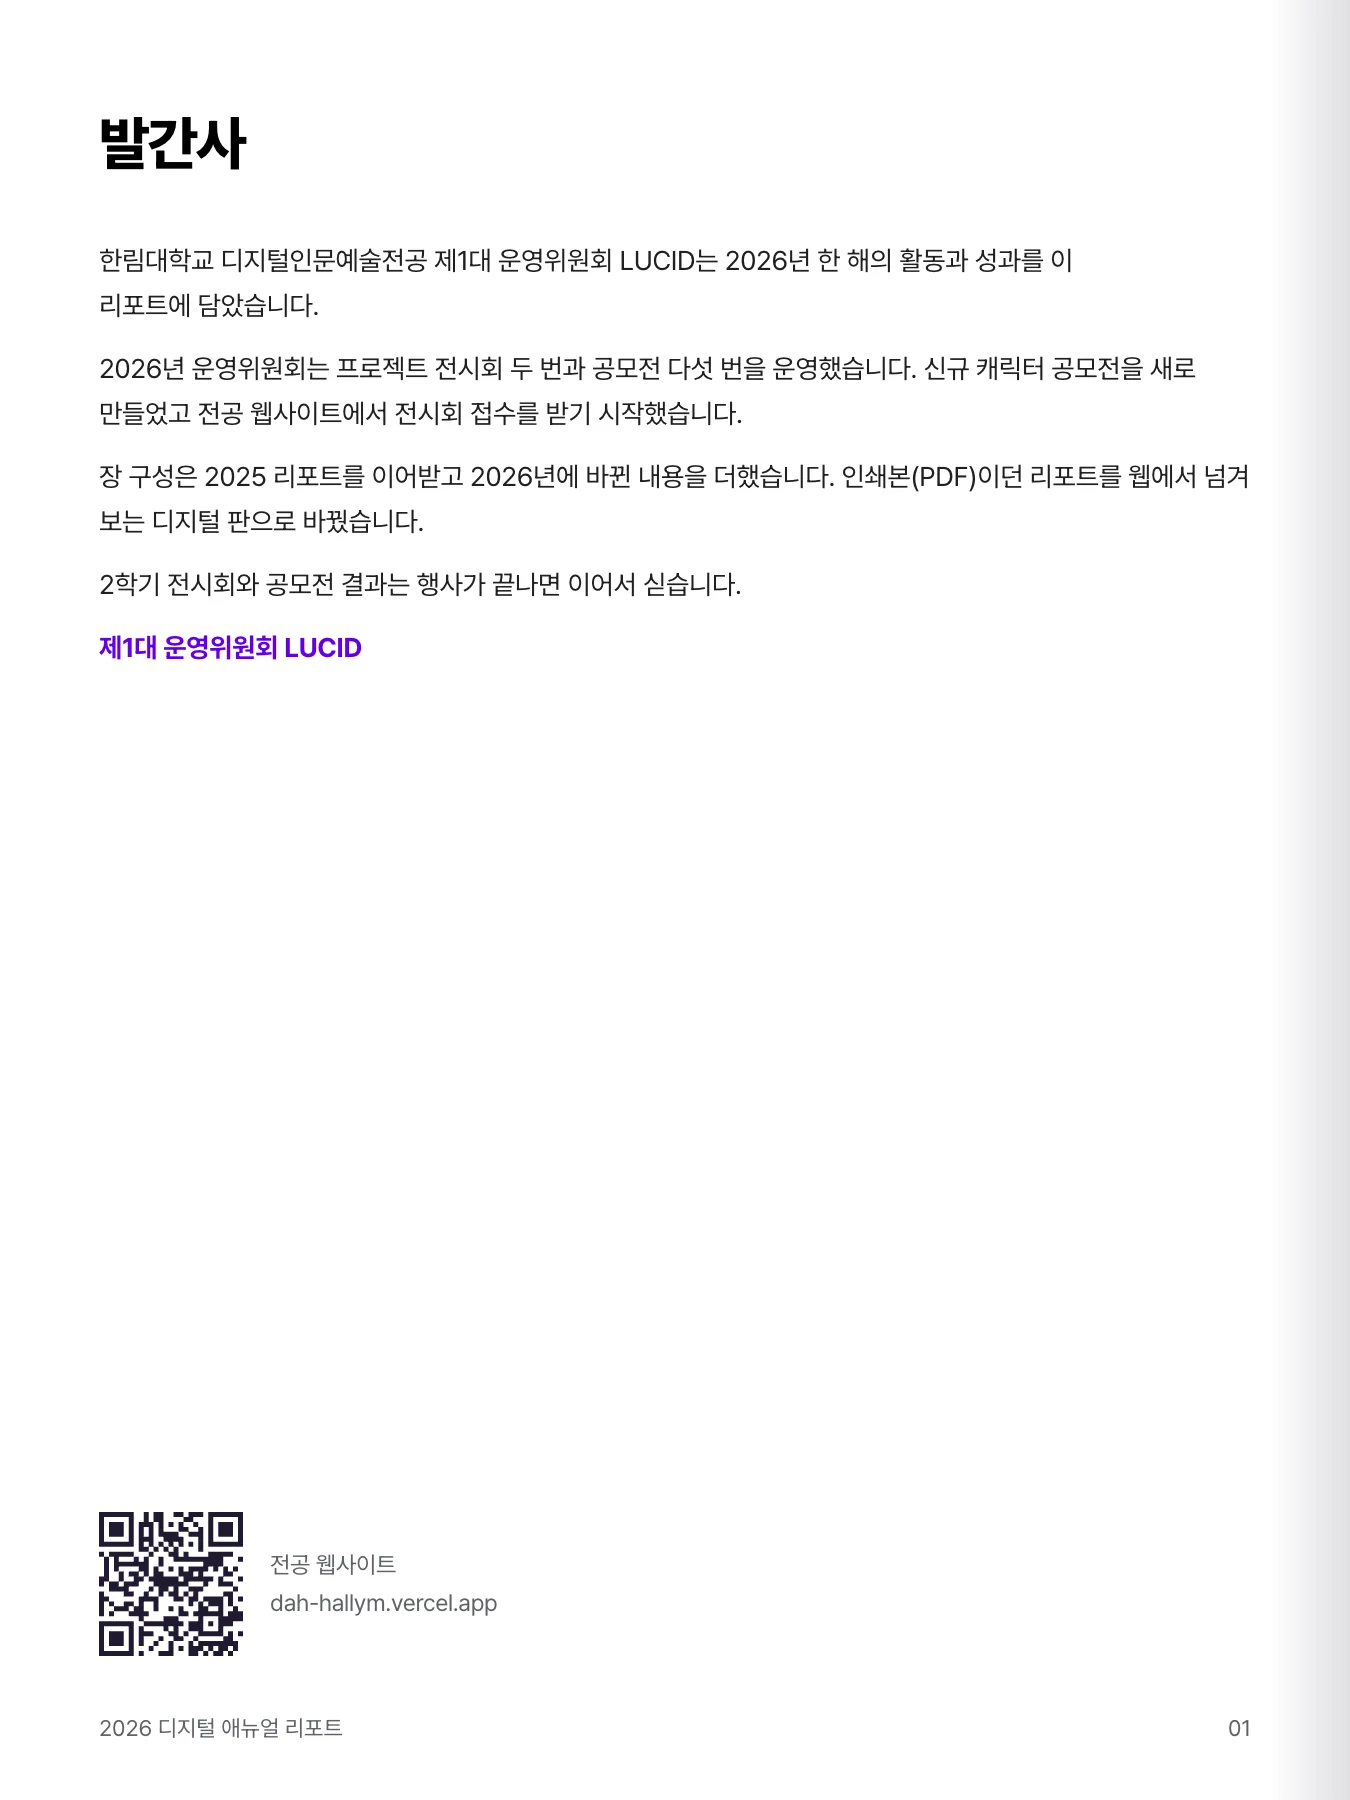 발간사
한림대학교 디지털인문예술전공 제1대 운영위원회 LUCID는 2026년 한 해의 활동과 성과를 이
리포트에 담았습니다.
2026년 운영위원회는 프로젝트 전시회 두 번과 공모전 다섯 번을 운영했습니다. 신규 캐릭터 공모전을 새로
만들었고 전공 웹사이트에서 전시회 접수를 받기 시작했습니다.
장 구성은 2025 리포트를 이어받고 2026년에 바뀐 내용을 더했습니다. 인쇄본(PDF)이던 리포트를 웹에서 넘겨
보는 디지털 판으로 바꿨습니다.
2학기 전시회와 공모전 결과는 행사가 끝나면 이어서 싣습니다.
제1대 운영위원회 LUCID
전공 웹사이트
dah-hallym.vercel.app
2026 디지털 애뉴얼 리포트
01